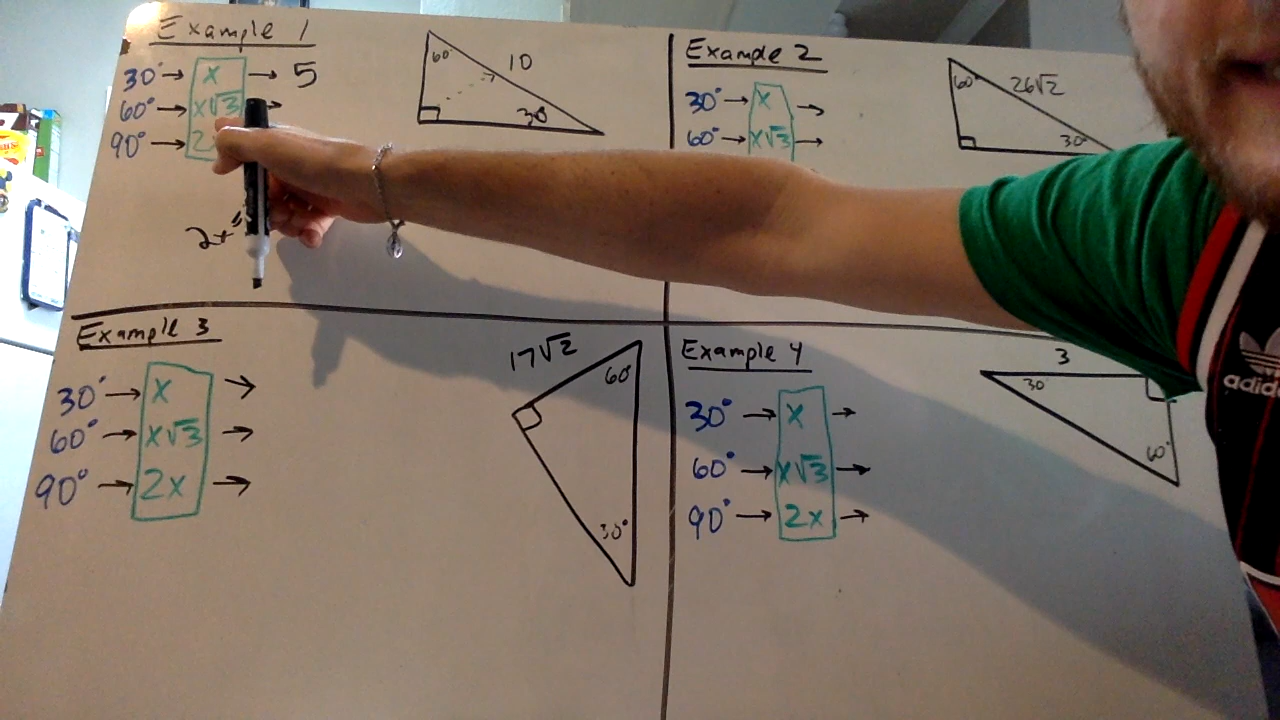 Example 1
30° → x → 5
60° → x√3 →
90° → 2
60
10
30
Example 2
30° → x →
60° → x√3 →
60°
26√2
30°
Example 3
30° → x →
60° → x√3 →
90° → 2x →
17√2
60°
30°
Example 4
30° → x →
60° → x√3 →
90° → 2x →
3
30°
60°
adidas